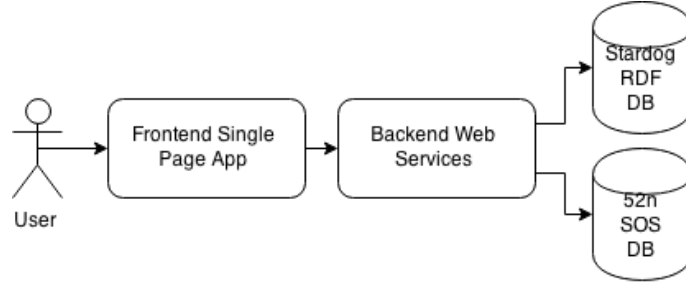 User
Frontend Single
Page App
Backend Web
Services
Stardog
RDF
DB
52n
SOS
DB